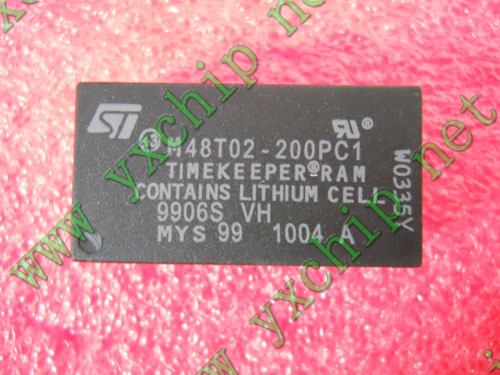 ST
M48T02-200PC1
TIMEKEEPER® RAM
CONTAINS LITHIUM CELL
9906S VH
MYS 99 1004 A
W0335V
www.yxchip.net
www.yxchip.net
www.yxchip.net